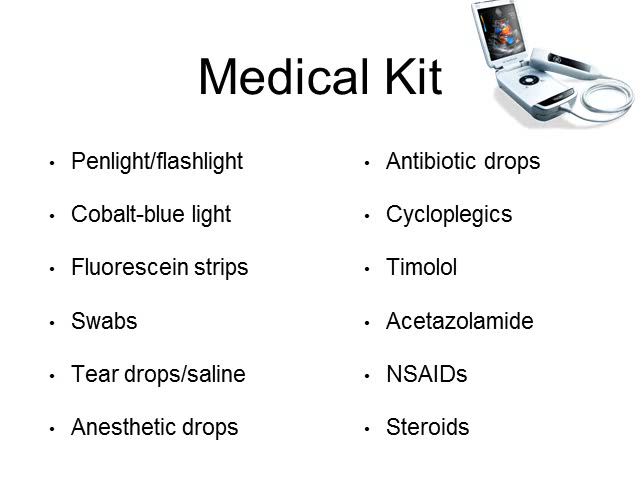 Medical Kit
• Penlight/flashlight
• Cobalt-blue light
• Fluorescein strips
• Swabs
• Tear drops/saline
• Anesthetic drops
• Antibiotic drops
• Cycloplegics
• Timolol
• Acetazolamide
• NSAIDs
• Steroids